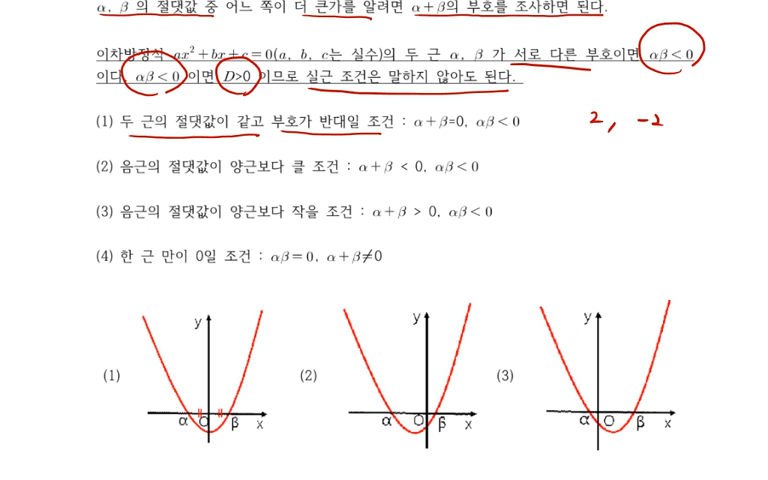 α, β 의 절댓값 중 어느 쪽이 더 큰가를 알려면 α+β의 부호를 조사하면 된다.
이차방정식 ax²+bx+c=0(a, b, c는 실수)의 두 근 α, β 가 서로 다른 부호이면 αβ<0
이다. αβ<0 이면 D>0 이므로 실근 조건은 말하지 않아도 된다.
(1) 두 근의 절댓값이 같고 부호가 반대일 조건 : α+β=0, αβ<0
2, -2
(2) 음근의 절댓값이 양근보다 클 조건 : α+β < 0, αβ<0
(3) 음근의 절댓값이 양근보다 작을 조건 : α+β > 0, αβ<0
(4) 한 근 만이 0일 조건 : αβ=0, α+β≠0
(1) y α O β x
(2) y α O β x
(3) y α O β x